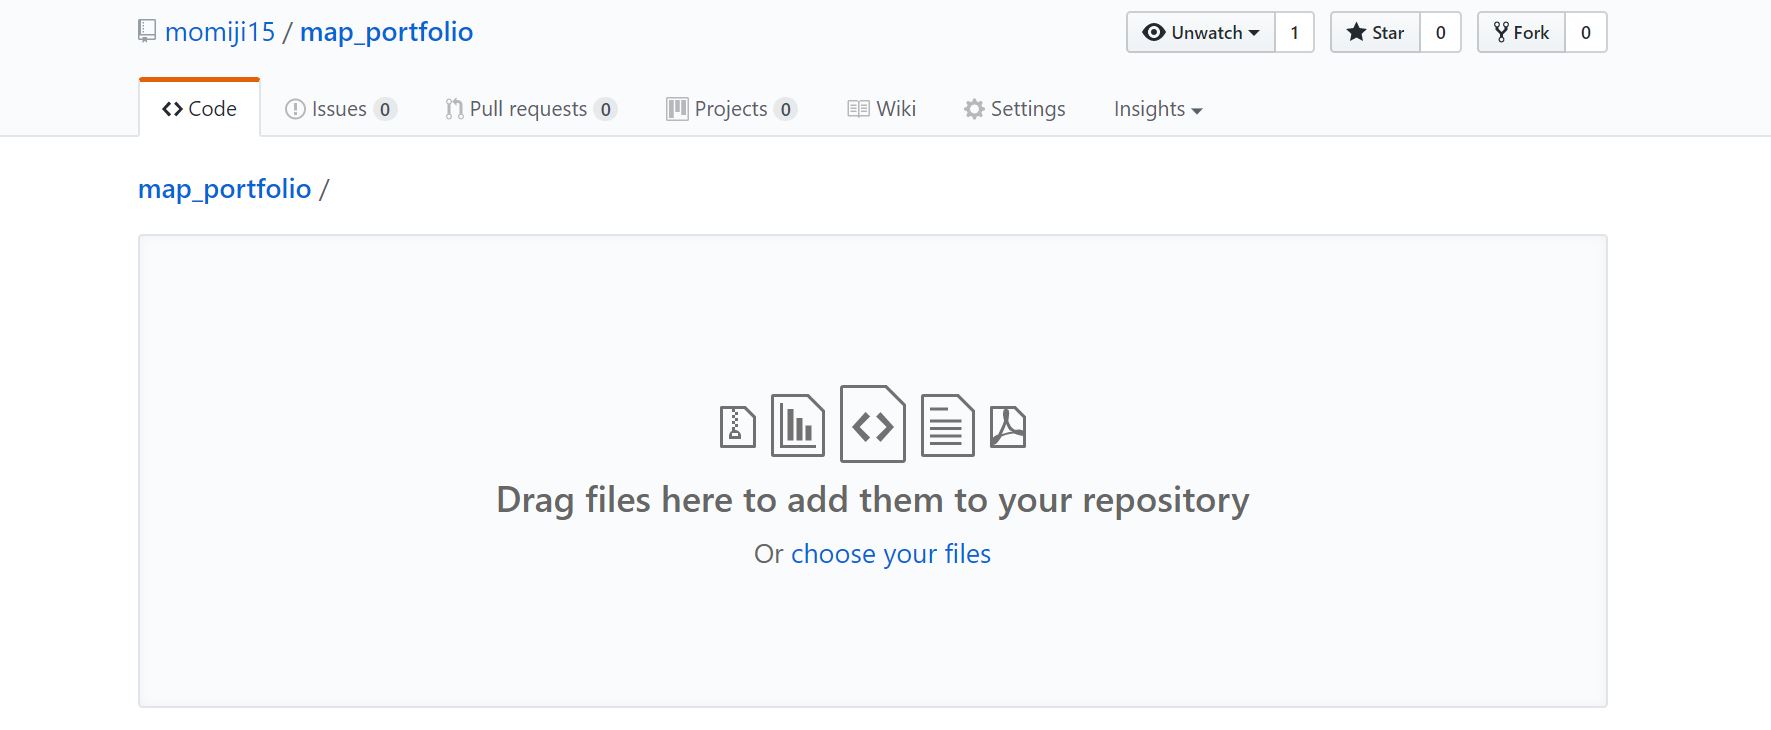 momiji15 / map_portfolio
Unwatch 1 Star 0 Fork 0
Code Issues 0 Pull requests 0 Projects 0 Wiki Settings Insights
map_portfolio /
Drag files here to add them to your repository
Or choose your files